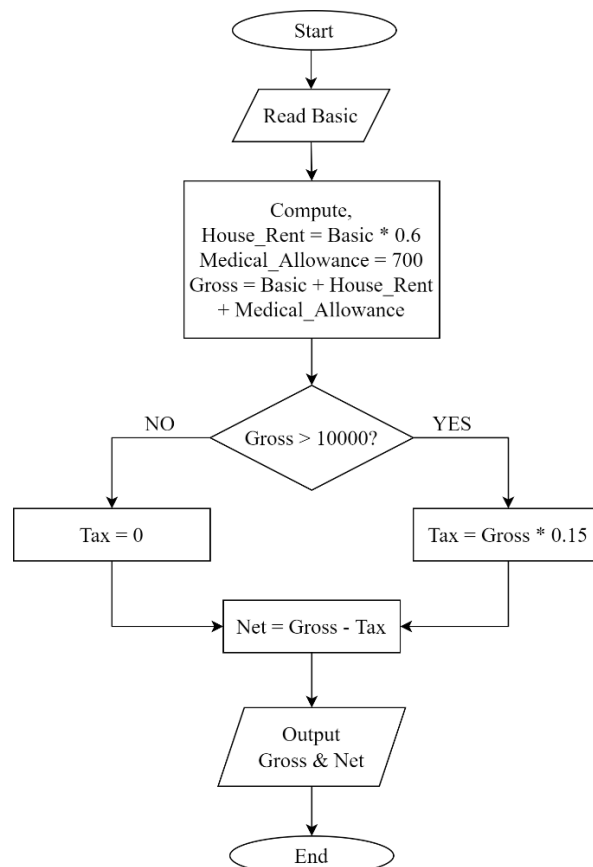 Start
Read Basic
Compute,
House_Rent = Basic * 0.6
Medical_Allowance = 700
Gross = Basic + House_Rent
+ Medical_Allowance
NO
Gross > 10000?
YES
Tax = 0
Tax = Gross * 0.15
Net = Gross - Tax
Output
Gross & Net
End